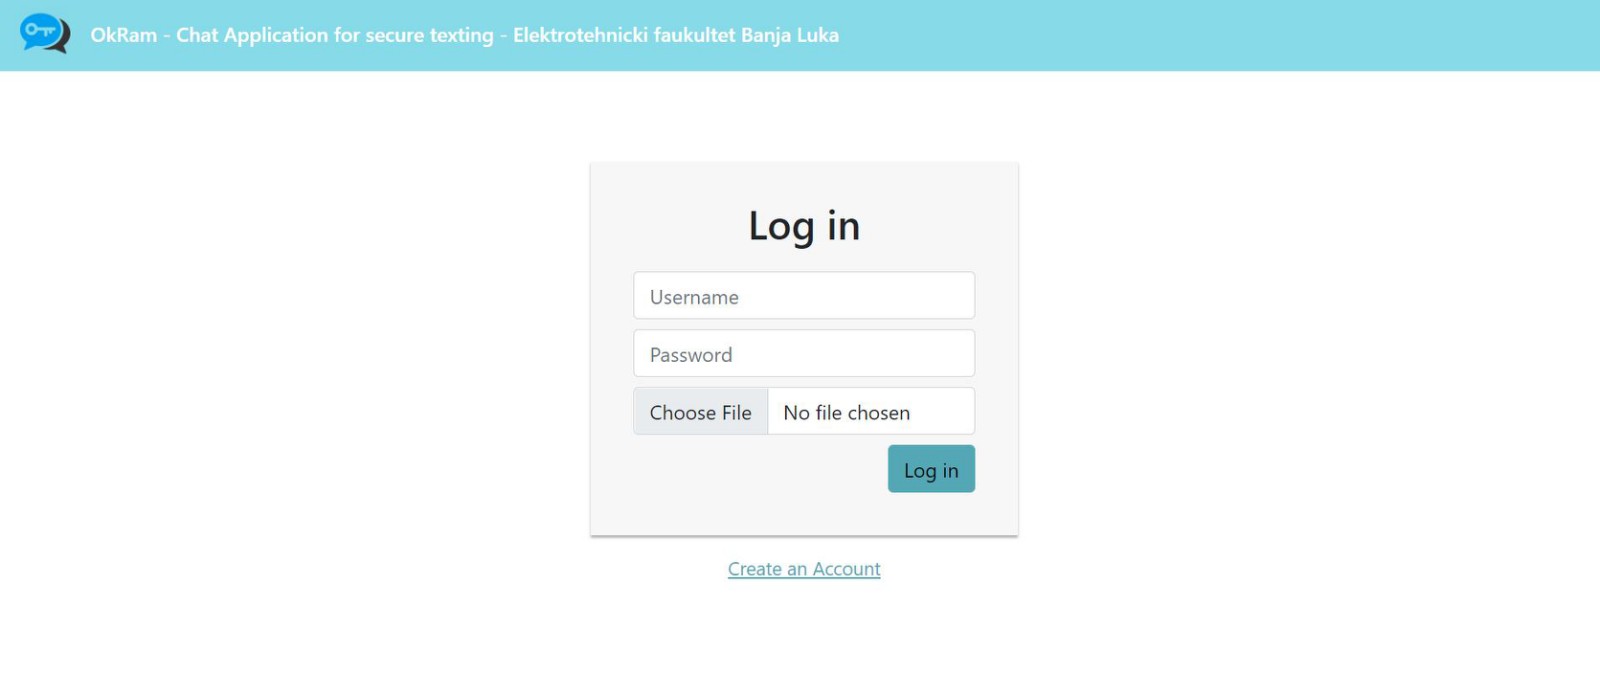 OkRam - Chat Application for secure texting - Elektrotehnicki faukultet Banja Luka
Log in
Username
Password
Choose File No file chosen
Log in
Create an Account